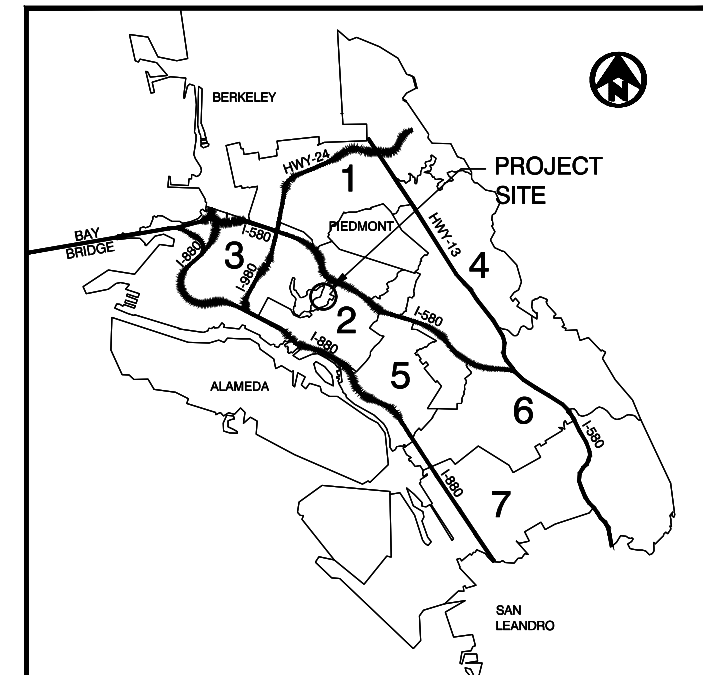 BERKELEY
N
HWY-24
1
PROJECT
SITE
PIEDMONT
HWY-13
I-580
BAY
BRIDGE
I-880
3
I-980
4
2
I-580
I-880
5
ALAMEDA
6
I-580
I-880
7
SAN
LEANDRO